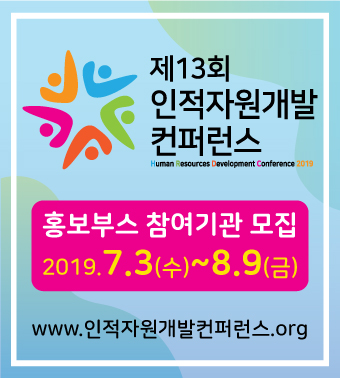 제13회
인적자원개발
컨퍼런스
Human Resources Development Conference 2019
홍보부스 참여기관 모집
2019.7.3(수)~8.9(금)
www.인적자원개발컨퍼런스.org